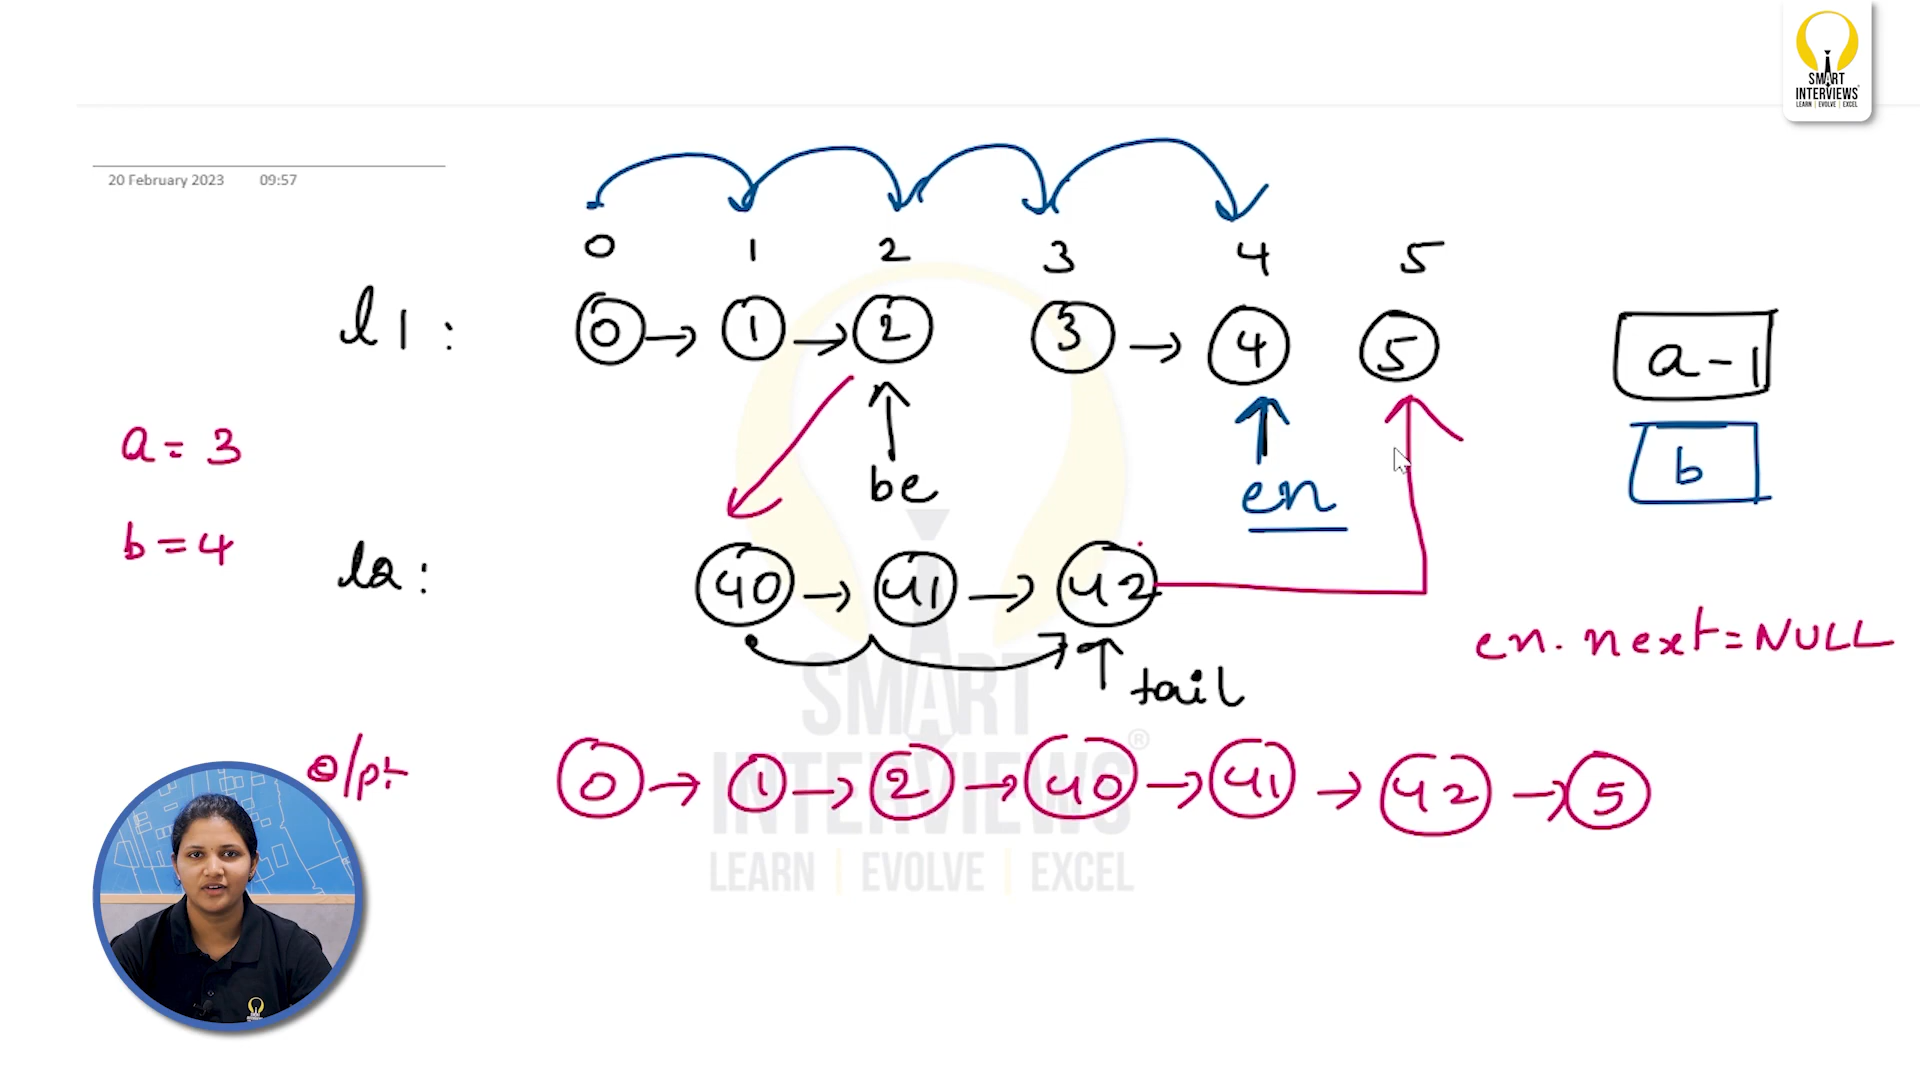 SMART
INTERVIEWS
LEARN | EVOLVE | EXCEL
20 February 2023 09:57
0 1 2 3 4 5
l1 : 0 → 1 → 2 3 → 4 5
a - 1
a = 3
be
en
b
b = 4
l2 : 40 → 41 → 42
en. next = NULL
tail
o/pt 0 → 1 → 2 → 40 → 41 → 42 → 5
SMART
INTERVIEWS®
LEARN | EVOLVE | EXCEL